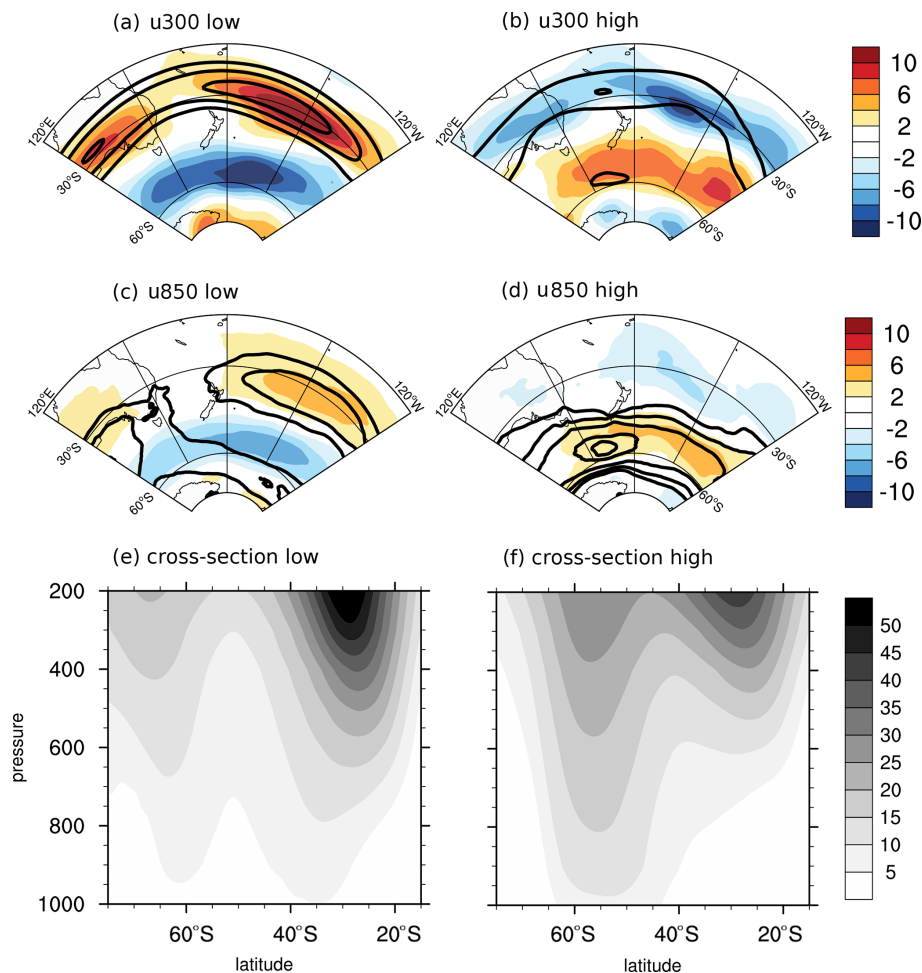 (a) u300 low
(b) u300 high
120°E
30°S
60°S
120°W
120°E
60°S
30°S
120°W
10
6
2
-2
-6
-10
(c) u850 low
(d) u850 high
120°E
30°S
60°S
120°W
120°E
60°S
30°S
120°W
10
6
2
-2
-6
-10
(e) cross-section low
(f) cross-section high
200
400
600
800
1000
pressure
60°S
40°S
20°S
latitude
60°S
40°S
20°S
latitude
50
45
40
35
30
25
20
15
10
5